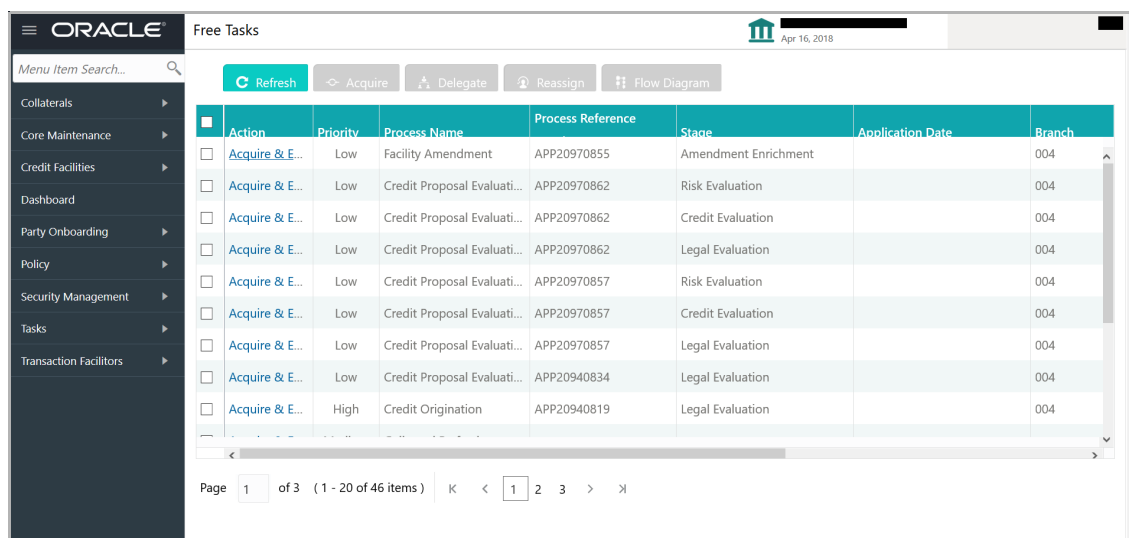 ORACLE
Free Tasks
Apr 16, 2018
Menu Item Search...
Refresh Acquire Delegate Reassign Flow Diagram
Collaterals
Core Maintenance
Credit Facilities
Dashboard
Party Onboarding
Policy
Security Management
Tasks
Transaction Facilitors
Action Priority Process Name Process Reference Stage Application Date Branch
Acquire & E... Low Facility Amendment APP20970855 Amendment Enrichment 004
Acquire & E... Low Credit Proposal Evaluati... APP20970862 Risk Evaluation 004
Acquire & E... Low Credit Proposal Evaluati... APP20970862 Credit Evaluation 004
Acquire & E... Low Credit Proposal Evaluati... APP20970862 Legal Evaluation 004
Acquire & E... Low Credit Proposal Evaluati... APP20970857 Risk Evaluation 004
Acquire & E... Low Credit Proposal Evaluati... APP20970857 Credit Evaluation 004
Acquire & E... Low Credit Proposal Evaluati... APP20970857 Legal Evaluation 004
Acquire & E... Low Credit Proposal Evaluati... APP20940834 Legal Evaluation 004
Acquire & E... High Credit Origination APP20940819 Legal Evaluation 004
Page 1 of 3 ( 1 - 20 of 46 items ) 1 2 3